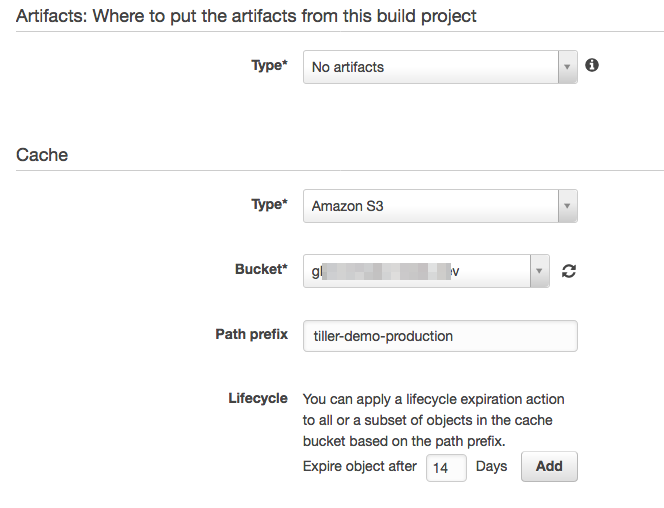 Artifacts: Where to put the artifacts from this build project
Type* No artifacts
Cache
Type* Amazon S3
Bucket*
Path prefix tiller-demo-production
Lifecycle You can apply a lifecycle expiration action
to all or a subset of objects in the cache
bucket based on the path prefix.
Expire object after 14 Days Add